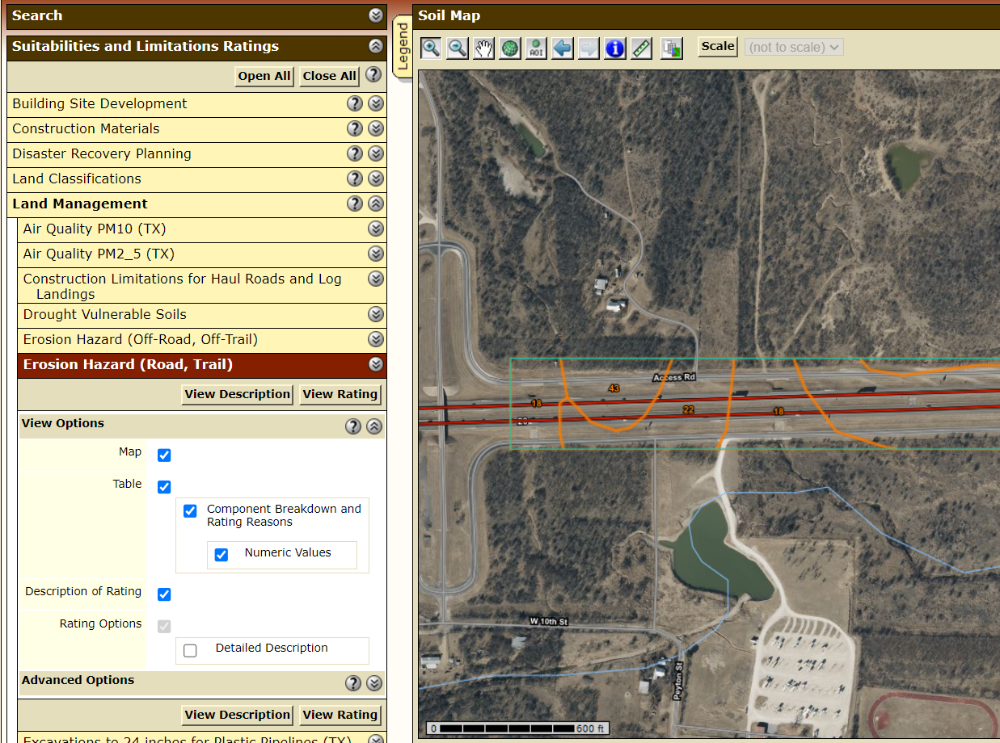 Search
Suitabilities and Limitations Ratings
Open All
Close All
?
Building Site Development
?
Construction Materials
?
Disaster Recovery Planning
?
Land Classifications
?
Land Management
?
Air Quality PM10 (TX)
Air Quality PM2_5 (TX)
Construction Limitations for Haul Roads and Log
Landings
Drought Vulnerable Soils
Erosion Hazard (Off-Road, Off-Trail)
Erosion Hazard (Road, Trail)
View Description
View Rating
View Options
?
Map
Table
Component Breakdown and
Rating Reasons
Numeric Values
Description of Rating
Rating Options
Detailed Description
Advanced Options
?
View Description
View Rating
Excavations to 24 inches for Plastic Pipelines (TX)
Legend
Soil Map
AOI
i
Scale
(not to scale)
Access Rd
43
18
22
18
20
W 10th St
Peyton St
0
600 ft